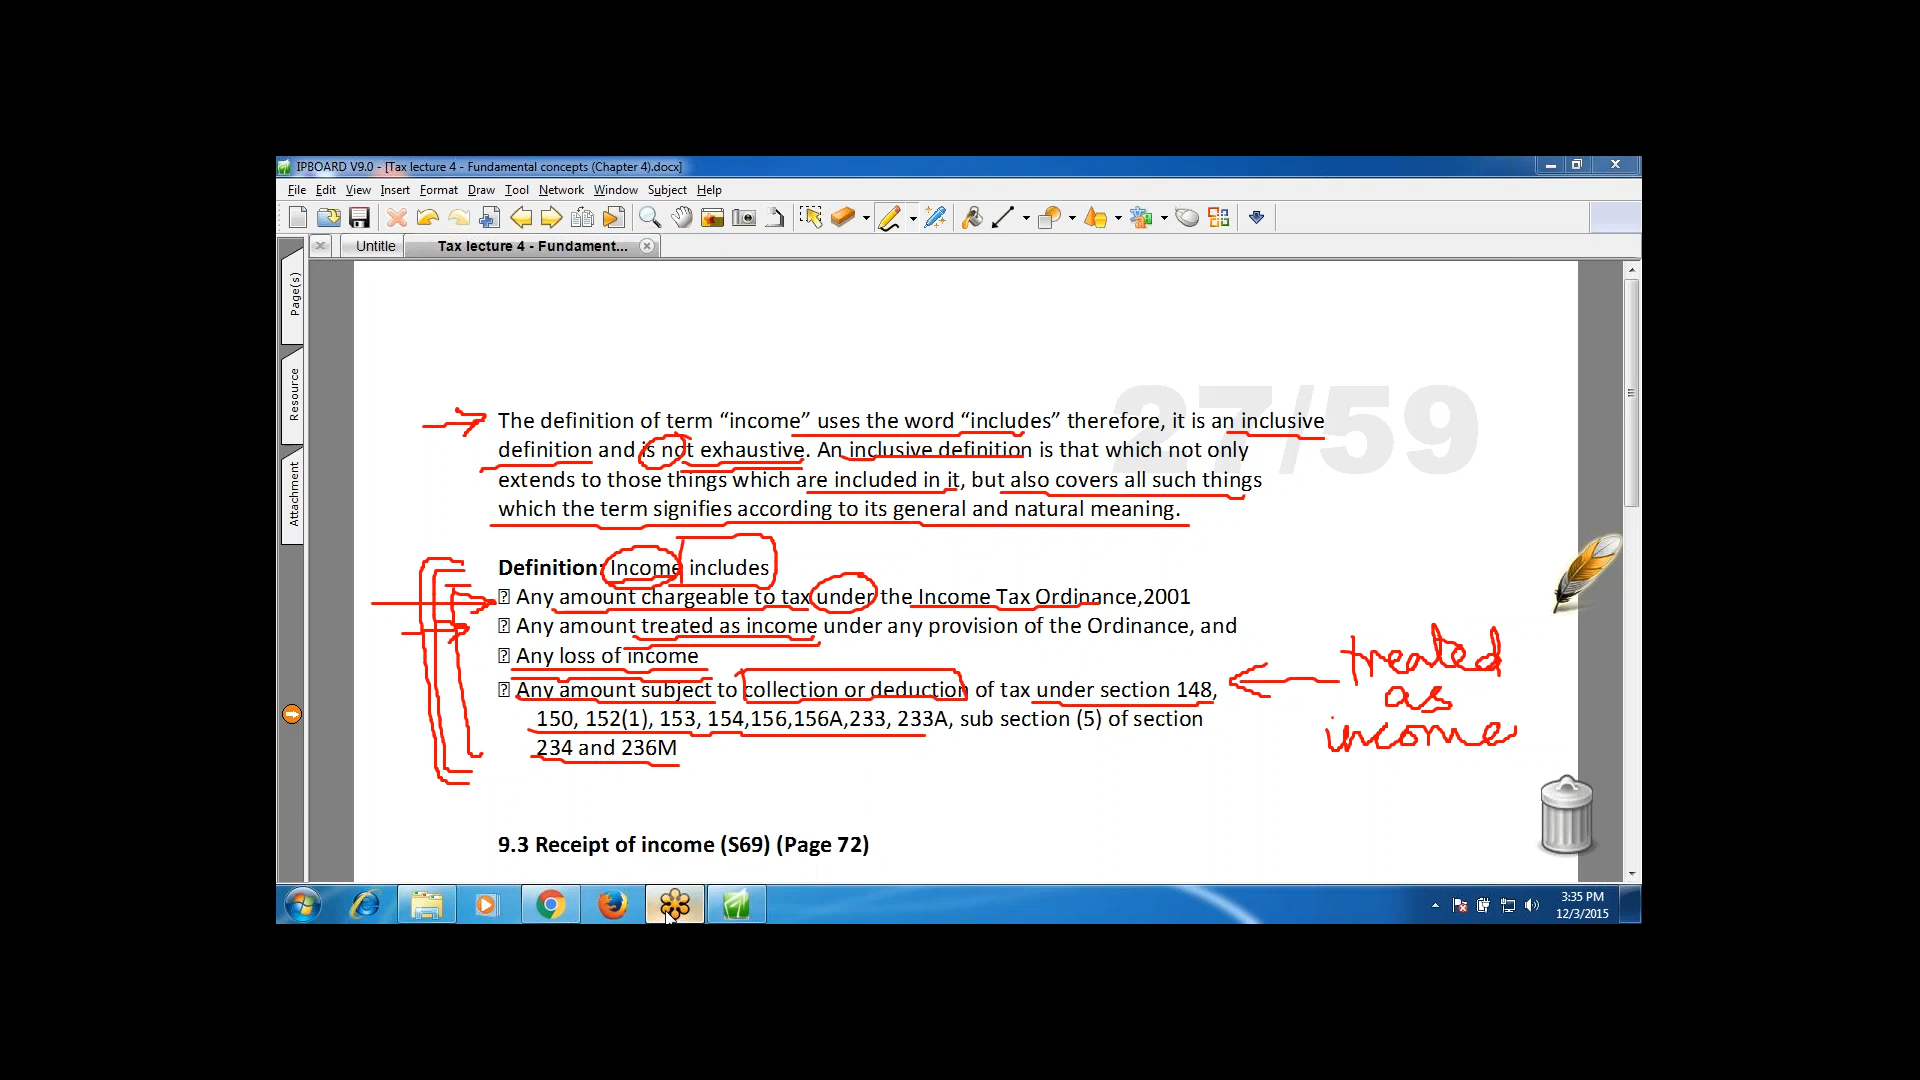 IPBOARD V9.0 - [Tax lecture 4 - Fundamental concepts (Chapter 4).docx]
File Edit View Insert Format Draw Tool Network Window Subject Help
Untitle Tax lecture 4 - Fundament...
Page(s)
Resource
Attachment
27/59
The definition of term “income” uses the word “includes” therefore, it is an inclusive
definition and is not exhaustive. An inclusive definition is that which not only
extends to those things which are included in it, but also covers all such things
which the term signifies according to its general and natural meaning.
Definition: Income includes
Any amount chargeable to tax under the Income Tax Ordinance,2001
Any amount treated as income under any provision of the Ordinance, and
Any loss of income
Any amount subject to collection or deduction of tax under section 148,
150, 152(1), 153, 154,156,156A,233, 233A, sub section (5) of section
234 and 236M
treated
as
income
9.3 Receipt of income (S69) (Page 72)
3:35 PM
12/3/2015